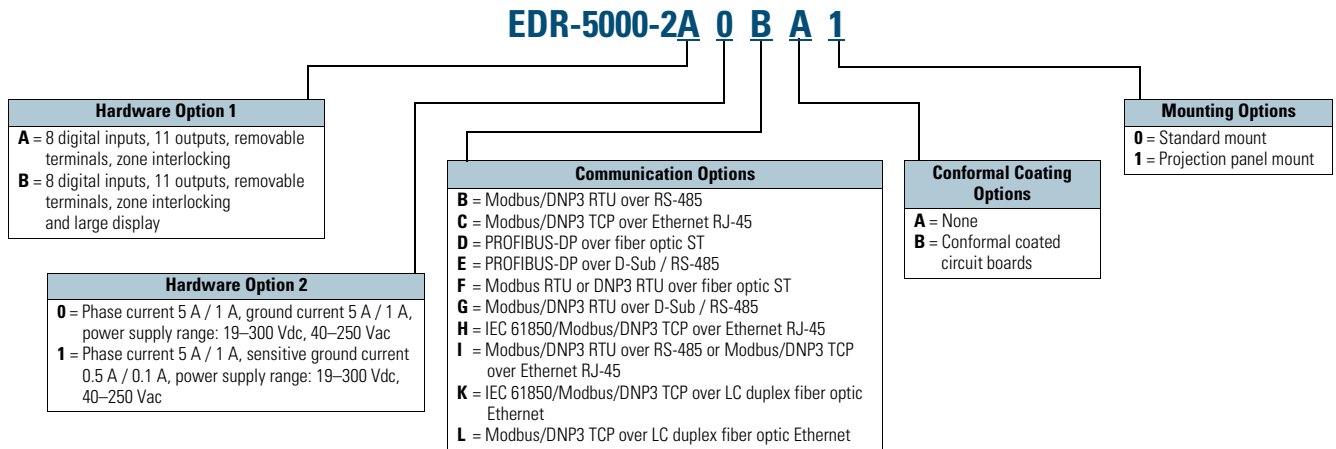 EDR-5000-2A 0 B A 1
Hardware Option 1
A = 8 digital inputs, 11 outputs, removable
terminals, zone interlocking
B = 8 digital inputs, 11 outputs, removable
terminals, zone interlocking
and large display
Hardware Option 2
0 = Phase current 5 A / 1 A, ground current 5 A / 1 A,
power supply range: 19–300 Vdc, 40–250 Vac
1 = Phase current 5 A / 1 A, sensitive ground current
0.5 A / 0.1 A, power supply range: 19–300 Vdc,
40–250 Vac
Communication Options
B = Modbus/DNP3 RTU over RS-485
C = Modbus/DNP3 TCP over Ethernet RJ-45
D = PROFIBUS-DP over fiber optic ST
E = PROFIBUS-DP over D-Sub / RS-485
F = Modbus RTU or DNP3 RTU over fiber optic ST
G = Modbus/DNP3 RTU over D-Sub / RS-485
H = IEC 61850/Modbus/DNP3 TCP over Ethernet RJ-45
I = Modbus/DNP3 RTU over RS-485 or Modbus/DNP3 TCP
over Ethernet RJ-45
K = IEC 61850/Modbus/DNP3 TCP over LC duplex fiber optic
Ethernet
L = Modbus/DNP3 TCP over LC duplex fiber optic Ethernet
Conformal Coating
Options
A = None
B = Conformal coated
circuit boards
Mounting Options
0 = Standard mount
1 = Projection panel mount